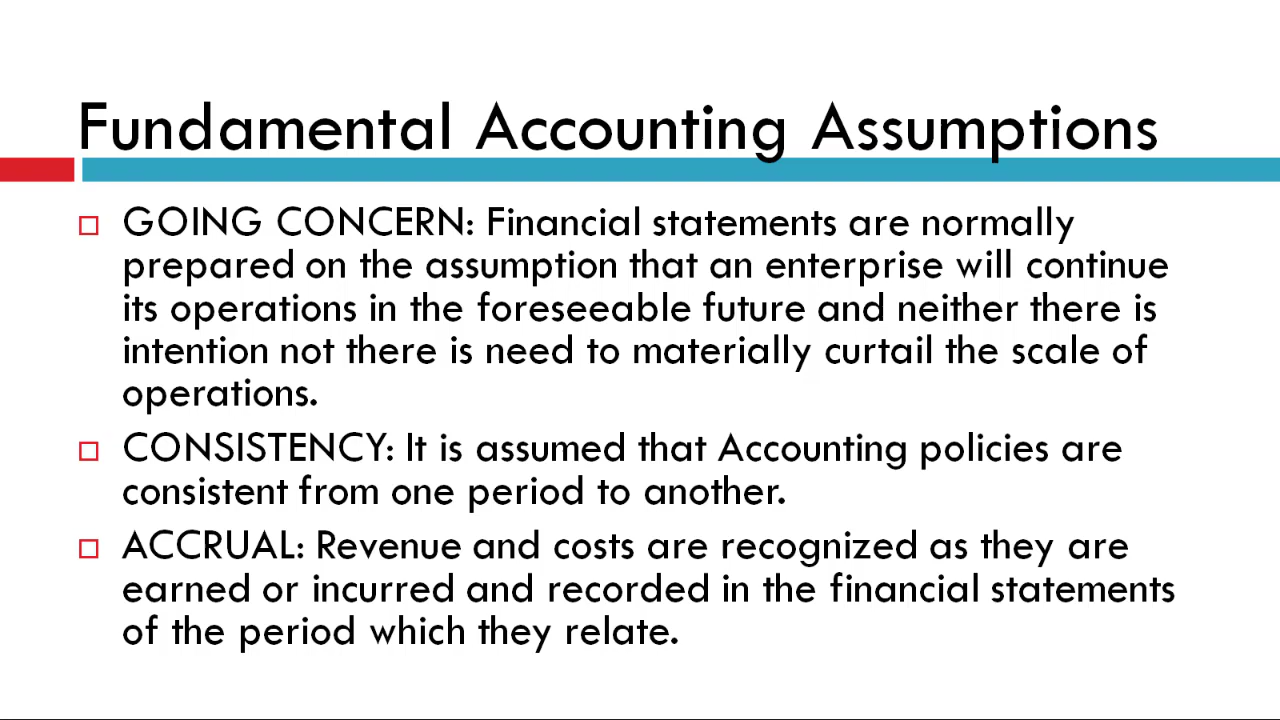 Fundamental Accounting Assumptions
GOING CONCERN: Financial statements are normally
prepared on the assumption that an enterprise will continue
its operations in the foreseeable future and neither there is
intention not there is need to materially curtail the scale of
operations.
CONSISTENCY: It is assumed that Accounting policies are
consistent from one period to another.
ACCRUAL: Revenue and costs are recognized as they are
earned or incurred and recorded in the financial statements
of the period which they relate.